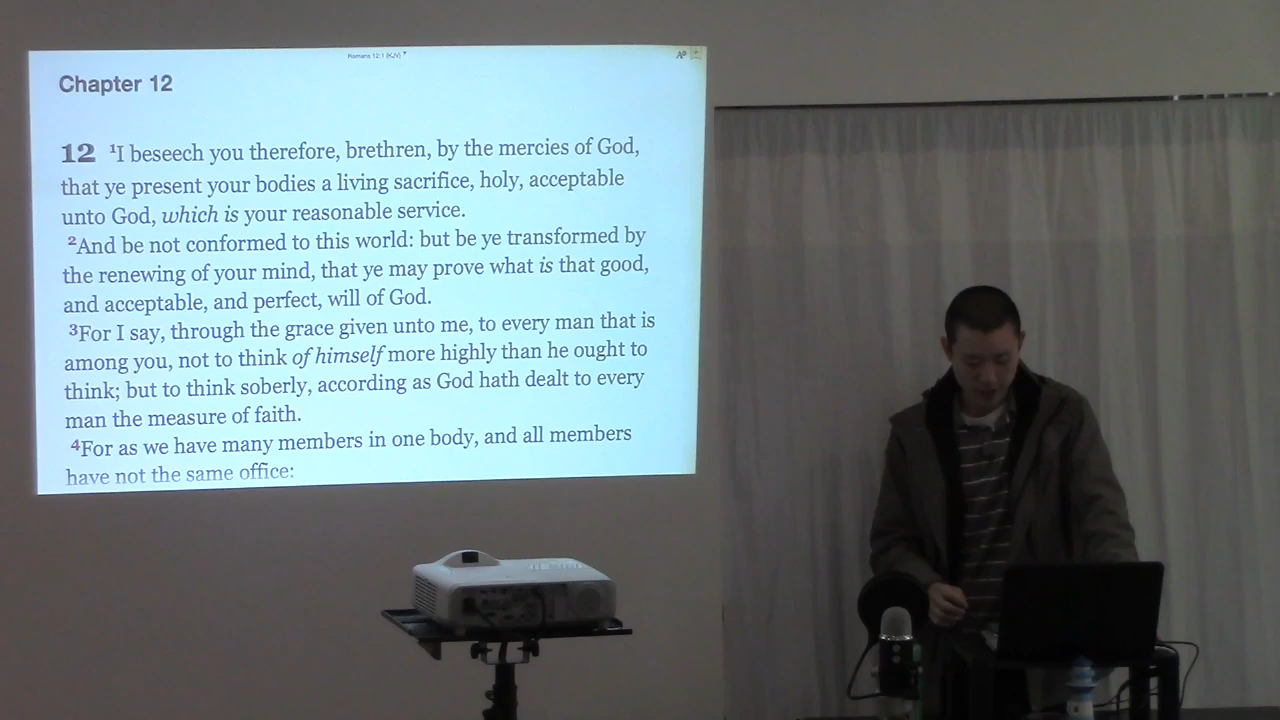 Romans 12:1 (KJV)
Chapter 12
12 1I beseech you therefore, brethren, by the mercies of God,
that ye present your bodies a living sacrifice, holy, acceptable
unto God, which is your reasonable service.
2And be not conformed to this world: but be ye transformed by
the renewing of your mind, that ye may prove what is that good,
and acceptable, and perfect, will of God.
3For I say, through the grace given unto me, to every man that is
among you, not to think of himself more highly than he ought to
think; but to think soberly, according as God hath dealt to every
man the measure of faith.
4For as we have many members in one body, and all members
have not the same office: